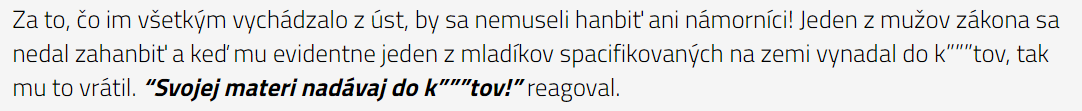 Za to, čo im všetkým vychádzalo z úst, by sa nemuseli hanbiť ani námorníci! Jeden z mužov zákona sa
nedal zahanbiť a keď mu evidentne jeden z mladíkov spacifikovaných na zemi vynadal do k”””tov, tak
mu to vrátil. “Svojej materi nadávaj do k”””tov!” reagoval.